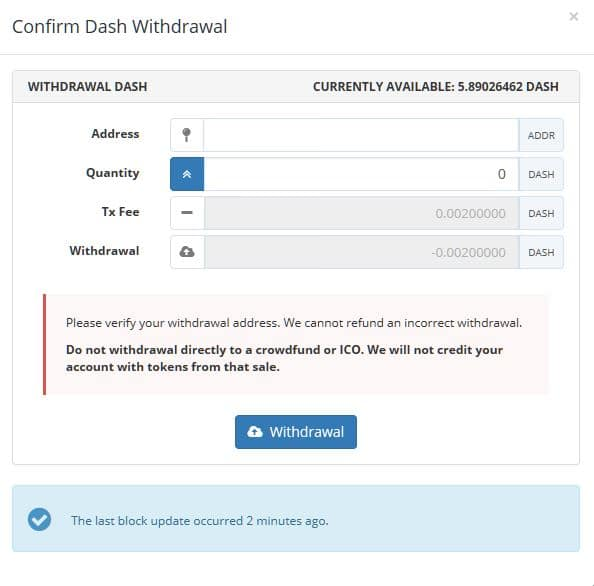 Confirm Dash Withdrawal
×
WITHDRAWAL DASH CURRENTLY AVAILABLE: 5.89026462 DASH
Address ADDR
Quantity 0 DASH
Tx Fee 0.00200000 DASH
Withdrawal -0.00200000 DASH
Please verify your withdrawal address. We cannot refund an incorrect withdrawal.
Do not withdrawal directly to a crowdfund or ICO. We will not credit your
account with tokens from that sale.
Withdrawal
The last block update occurred 2 minutes ago.